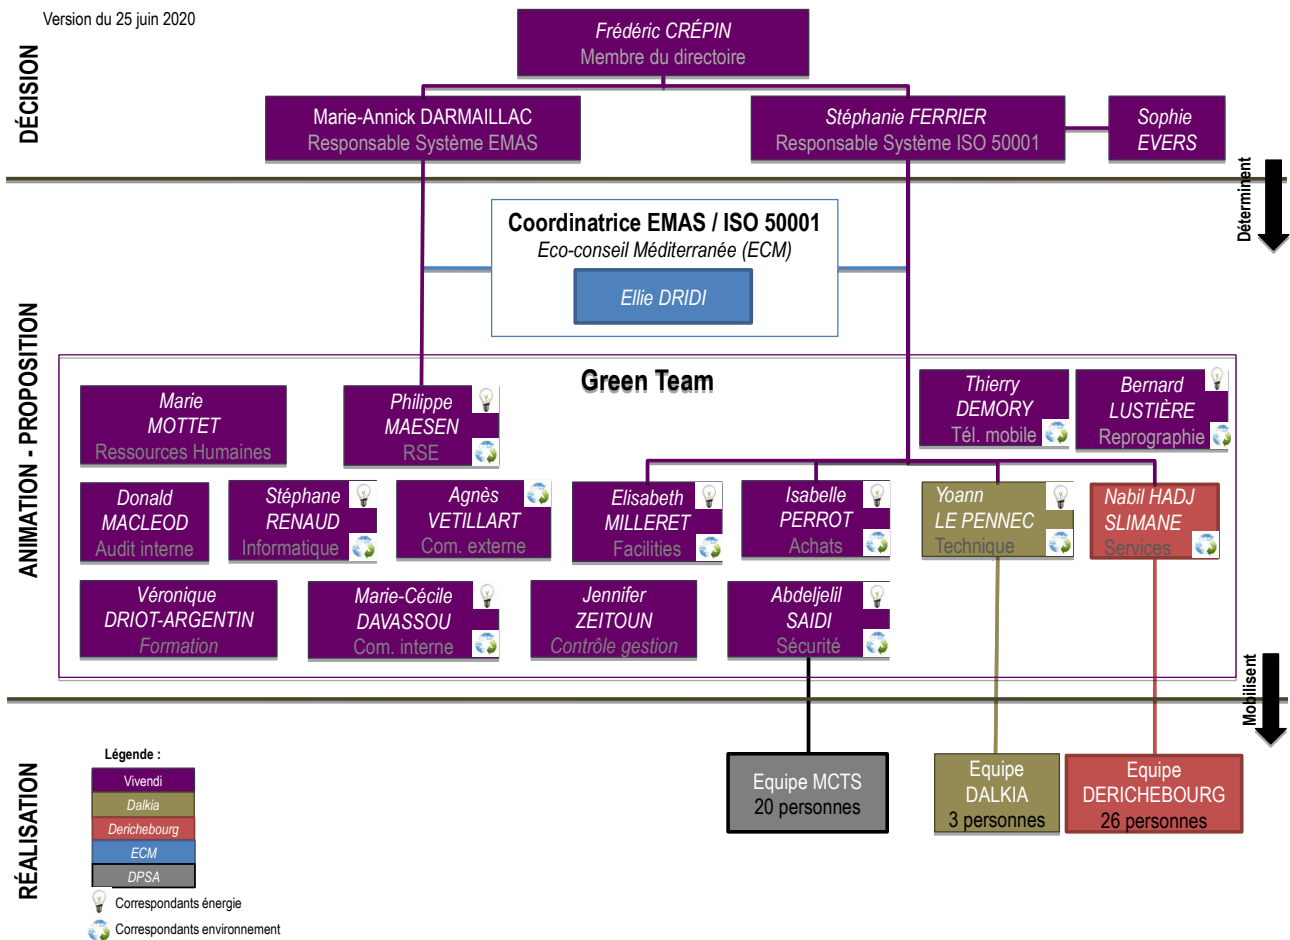 Version du 25 juin 2020
DÉCISION
Frédéric CRÉPIN
Membre du directoire
Marie-Annick DARMAILLAC
Responsable Système EMAS
Stéphanie FERRIER
Responsable Système ISO 50001
Sophie
EVERS
Déterminent
ANIMATION - PROPOSITION
Coordinatrice EMAS / ISO 50001
Eco-conseil Méditerranée (ECM)
Ellie DRIDI
Green Team
Marie
MOTTET
Ressources Humaines
Philippe
MAESEN
RSE
Thierry
DEMORY
Tél. mobile
Bernard
LUSTIÈRE
Reprographie
Donald
MACLEOD
Audit interne
Stéphane
RENAUD
Informatique
Agnès
VETILLART
Com. externe
Elisabeth
MILLERET
Facilities
Isabelle
PERROT
Achats
Yoann
LE PENNEC
Technique
Nabil HADJ
SLIMANE
Services
Véronique
DRIOT-ARGENTIN
Formation
Marie-Cécile
DAVASSOU
Com. interne
Jennifer
ZEITOUN
Contrôle gestion
Abdeljelil
SAIDI
Sécurité
Mobilisent
RÉALISATION
Equipe MCTS
20 personnes
Equipe
DALKIA
3 personnes
Equipe
DERICHEBOURG
26 personnes
Légende :
Vivendi
Dalkia
Derichebourg
ECM
DPSA
Correspondants énergie
Correspondants environnement